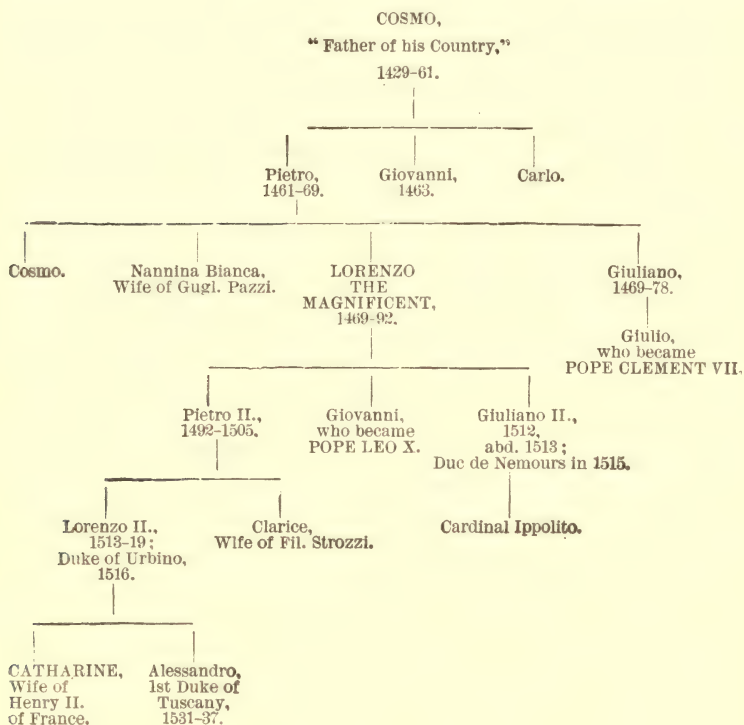 COSMO,
“ Father of his Country,”
1429-61.
Pietro,
1461-69.
Giovanni,
1463.
Carlo.
Cosmo.
Nannina Bianca,
Wife of Gugl. Pazzi.
LORENZO
THE
MAGNIFICENT,
1469-92.
Giuliano,
1469-78.
Giulio,
who became
POPE CLEMENT VII.
Pietro II.,
1492-1505.
Giovanni,
who became
POPE LEO X.
Giuliano II.,
1512,
abd. 1513;
Duc de Nemours in 1515.
Lorenzo II.,
1513-19;
Duke of Urbino,
1516.
Clarice,
Wife of Fil. Strozzi.
Cardinal Ippolito.
CATHARINE,
Wife of
Henry II.
of France.
Alessandro,
1st Duke of
Tuscany,
1531-37.